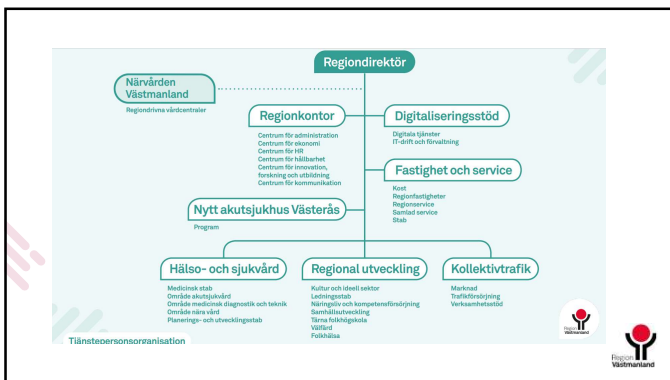 Regiondirektör
Närvården
Västmanland
Regiondrivna vårdcentraler
Regionkontor
Centrum för administration
Centrum för ekonomi
Centrum för HR
Centrum för hållbarhet
Centrum för innovation,
forskning och utbildning
Centrum för kommunikation
Digitaliseringsstöd
Digitala tjänster
IT-drift och förvaltning
Fastighet och service
Kost
Regionfastigheter
Regionservice
Samlad service
Stab
Nytt akutsjukhus Västerås
Program
Hälso- och sjukvård
Medicinsk stab
Område akutsjukvård
Område medicinsk diagnostik och teknik
Område nära vård
Planerings- och utvecklingsstab
Regional utveckling
Kultur och ideell sektor
Ledningsstab
Näringsliv och kompetensförsörjning
Samhällsutveckling
Tärna folkhögskola
Välfärd
Folkhälsa
Kollektivtrafik
Marknad
Trafikförsörjning
Verksamhetsstöd
Tjänstepersonsorganisation
Region
Västmanland
Region
Västmanland